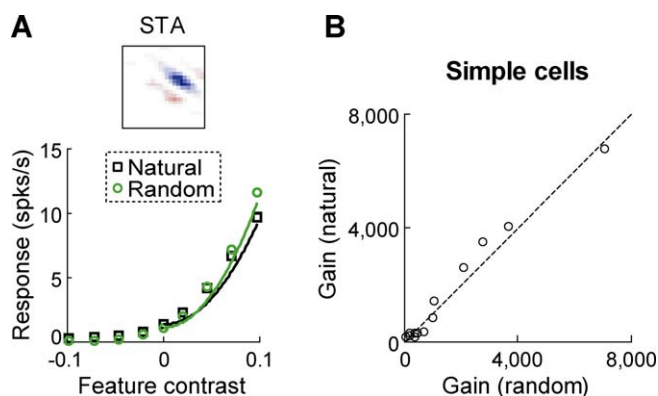 A
STA
Natural
Random
Response (spks/s)
15
10
5
0
-0.1
0
0.1
Feature contrast
B
Simple cells
Gain (natural)
8,000
4,000
0
0
4,000
8,000
Gain (random)